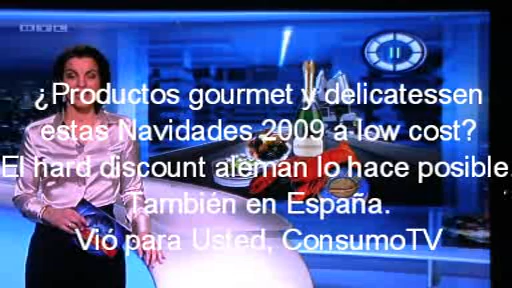 ¿Productos gourmet y delicatessen
estas Navidades 2009 a low cost?
El hard discount alemán lo hace posible.
También en España.
Vió para Usted, ConsumoTV